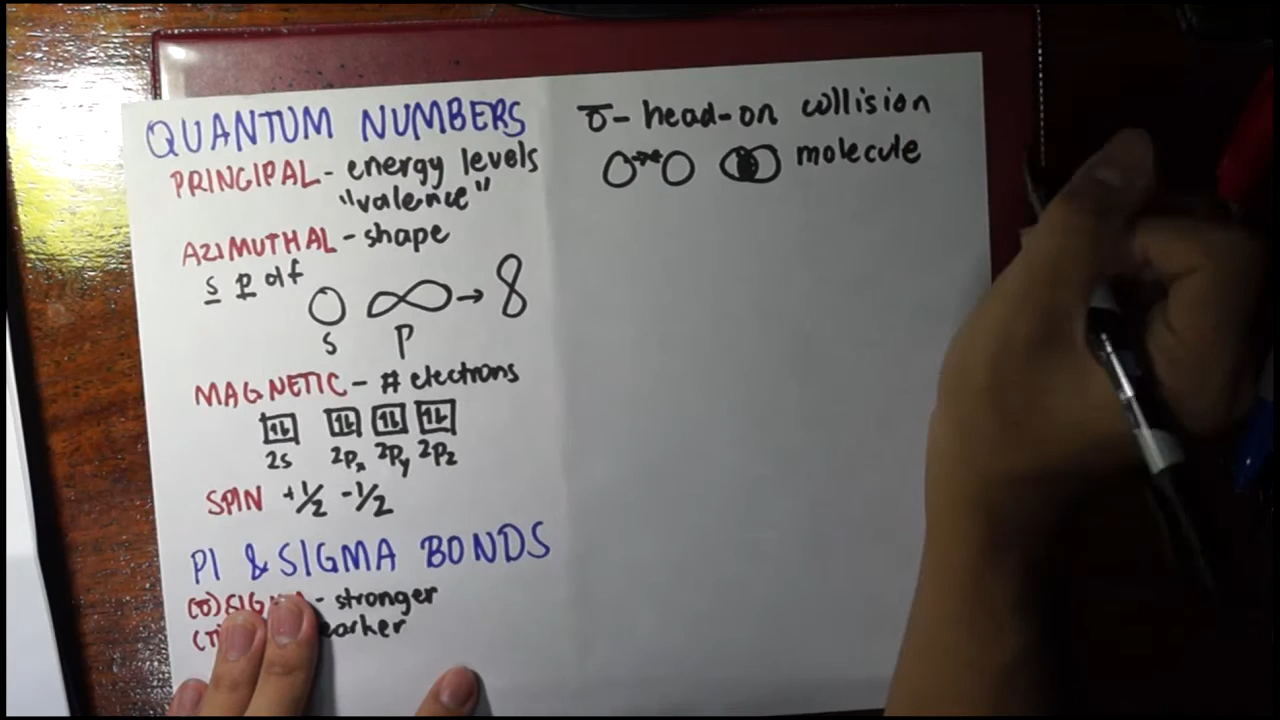 QUANTUM NUMBERS
PRINCIPAL - energy levels
"valence"
AZIMUTHAL - shape
s p d f
s p
MAGNETIC - # electrons
2s 2px 2py 2pz
SPIN +1/2 -1/2
PI & SIGMA BONDS
(σ) - stronger
σ - head-on collision
molecule